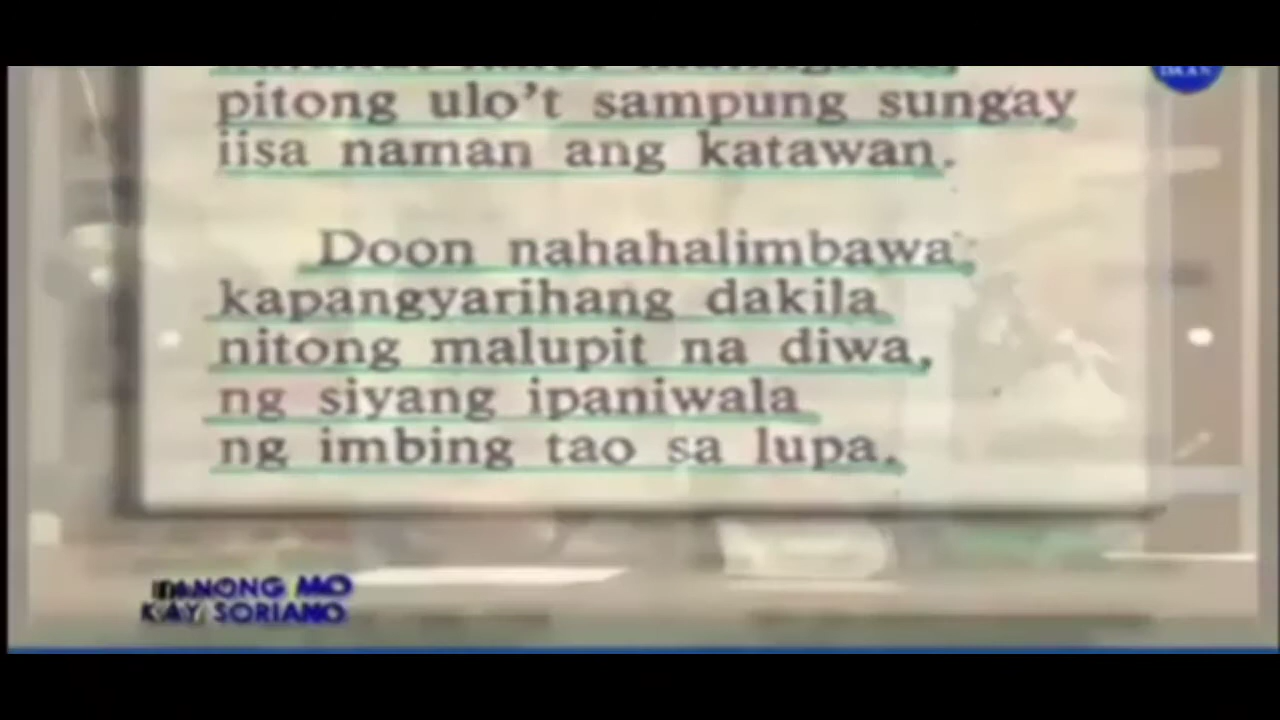 pitong ulo't sampung sungay
iisa naman ang katawan.
Doon nahahalimbawa,
kapangyarihang dakila
nitong malupit na diwa,
ng siyang ipaniwala
ng imbing tao sa lupa.
MO
KAY SORIANO